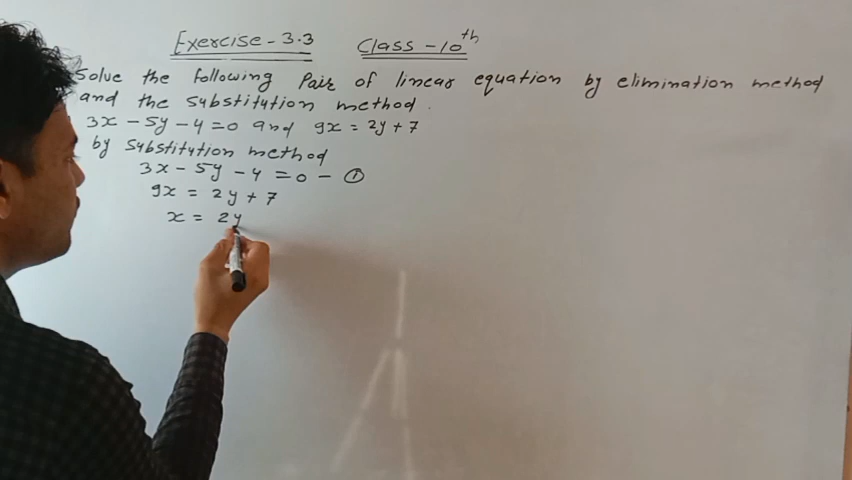 Exercise - 3.3 Class - 10th
Solve the following Pair of linear equation by elimination method
and the substitution method.
3x - 5y - 4 = 0 and 9x = 2y + 7
by substitution method
3x - 5y - 4 = 0 - ①
9x = 2y + 7
x = 2y